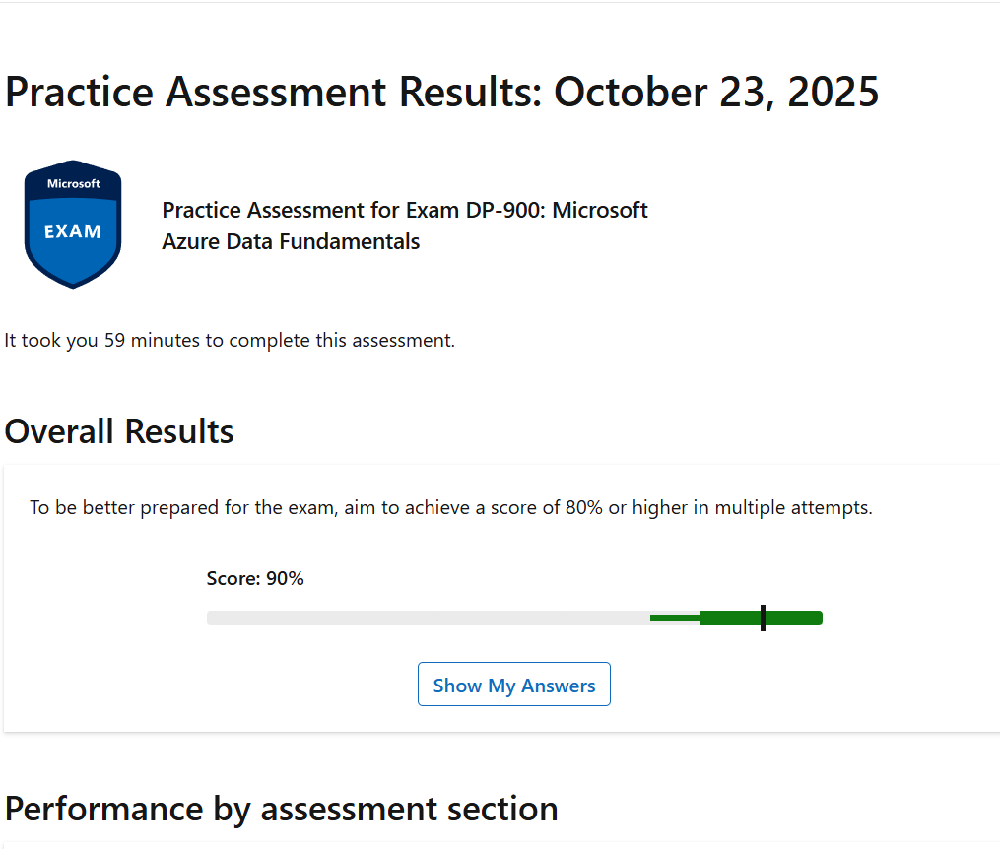 Practice Assessment Results: October 23, 2025
Microsoft
EXAM
Practice Assessment for Exam DP-900: Microsoft
Azure Data Fundamentals
It took you 59 minutes to complete this assessment.
Overall Results
To be better prepared for the exam, aim to achieve a score of 80% or higher in multiple attempts.
Score: 90%
Show My Answers
Performance by assessment section